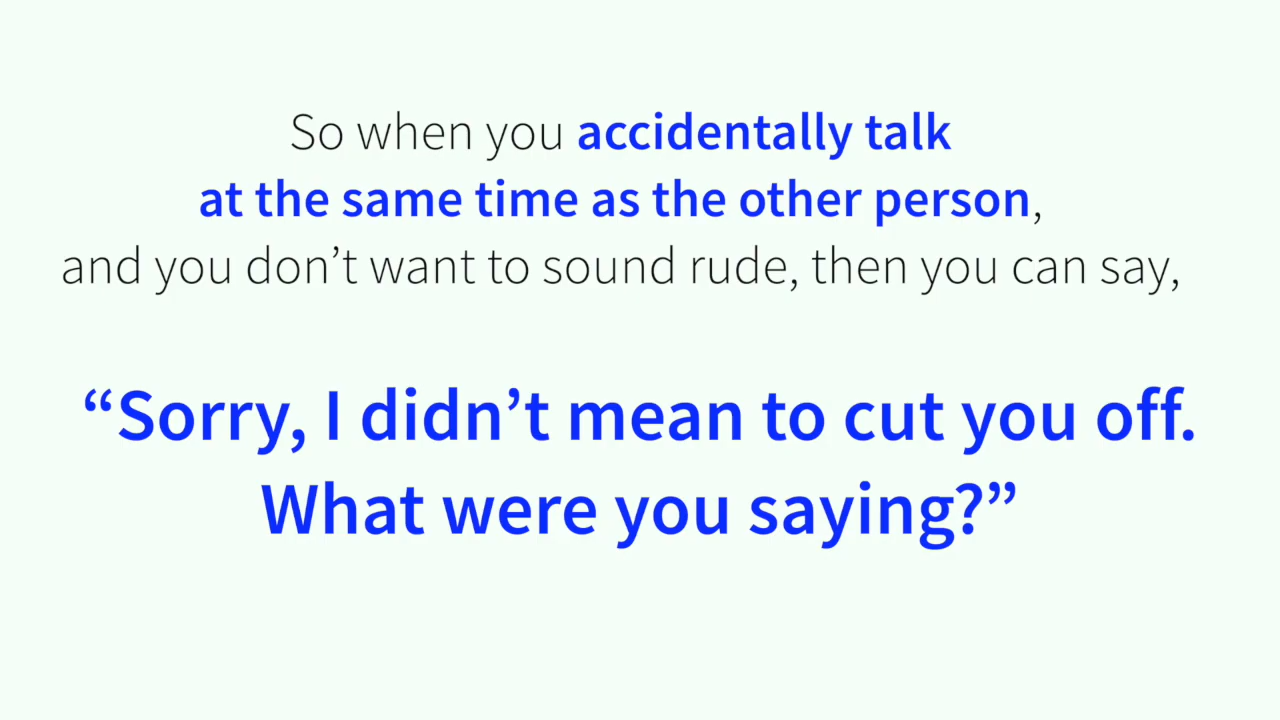 So when you accidentally talk
at the same time as the other person,
and you don’t want to sound rude, then you can say,
“Sorry, I didn’t mean to cut you off.
What were you saying?”